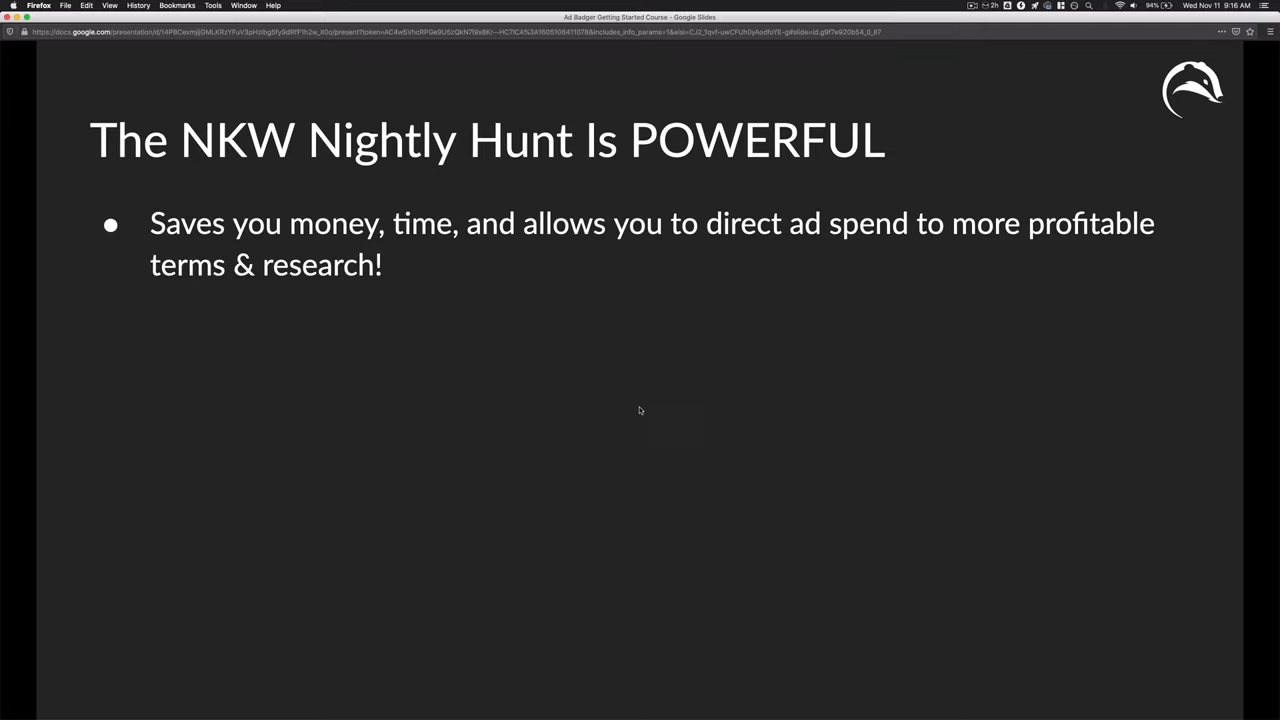 Firefox File Edit View History Bookmarks Tools Window Help 2h 94% Wed Nov 11 9:16 AM
Ad Badger Getting Started Course - Google Slides
The NKW Nightly Hunt Is POWERFUL
● Saves you money, time, and allows you to direct ad spend to more profitable
terms & research!